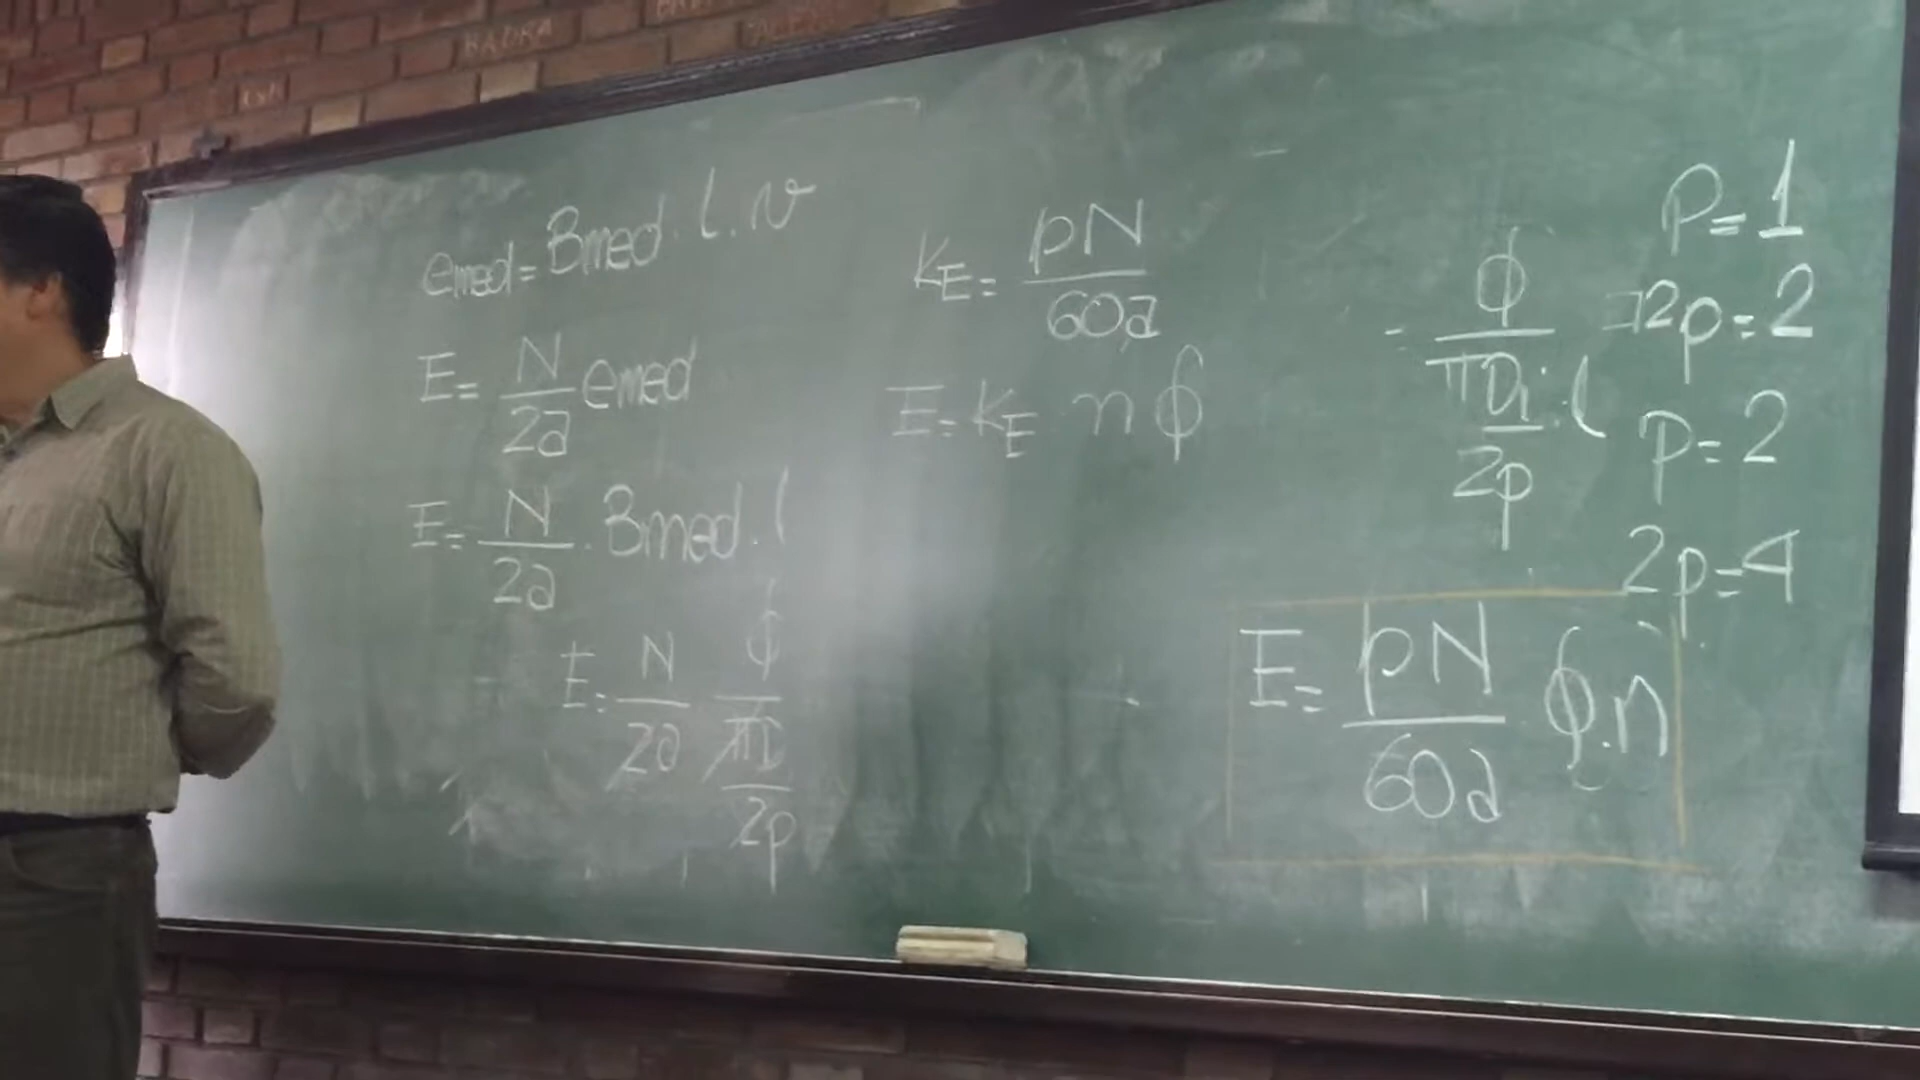 emed = Bmed . l . v
E = N/2a emed
E = N/2a . Bmed . l
E = N/2a ϕ/(πD/2p)
KE = pN/60a
E = KE n ϕ
= ϕ/(πDi/2p . l)
p = 1
2p = 2
p = 2
2p = 4
E = pN/60a ϕ . n